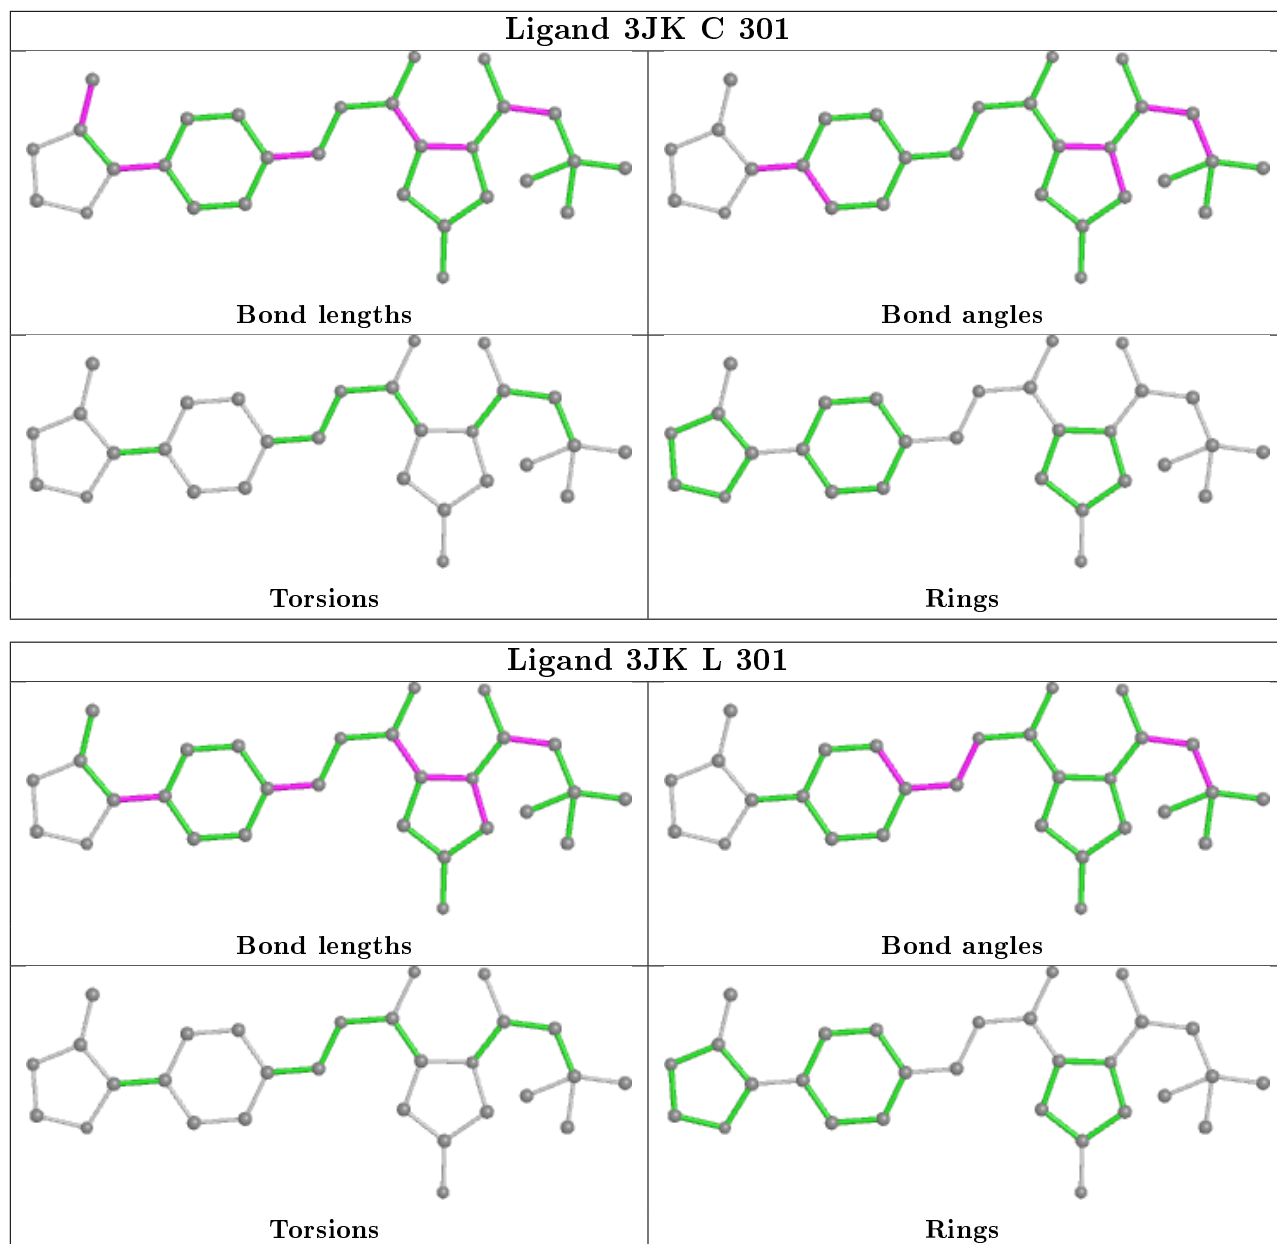 Ligand 3JK C 301
Bond lengths
Bond angles
Torsions
Rings
Ligand 3JK L 301
Bond lengths
Bond angles
Torsions
Rings